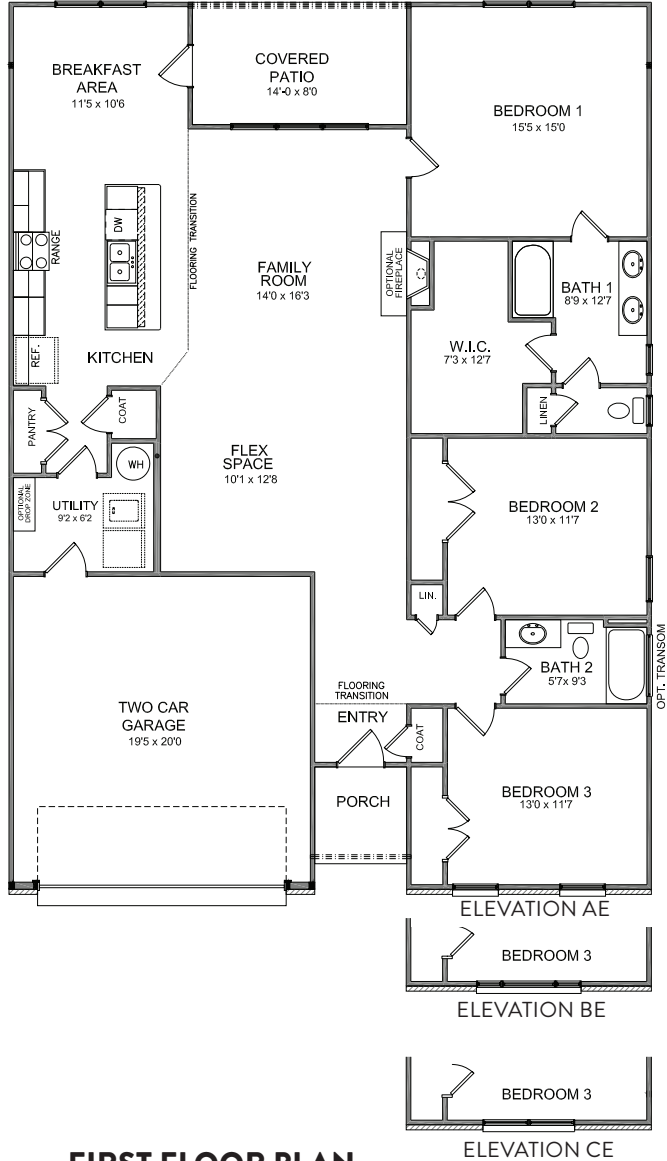 BREAKFAST
AREA
11'5 x 10'6
COVERED
PATIO
14'-0 x 8'0
BEDROOM 1
15'5 x 15'0
FLOORING TRANSITION
DW
RANGE
REF.
KITCHEN
FAMILY
ROOM
14'0 x 16'3
OPTIONAL
FIREPLACE
BATH 1
8'9 x 12'7
W.I.C.
7'3 x 12'7
LINEN
PANTRY
COAT
WH
FLEX
SPACE
10'1 x 12'8
OPTIONAL
DROP ZONE
UTILITY
9'2 x 6'2
BEDROOM 2
13'0 x 11'7
LIN.
BATH 2
5'7x 9'3
OPT. TRANSOM
TWO CAR
GARAGE
19'5 x 20'0
FLOORING
TRANSITION
ENTRY
COAT
PORCH
BEDROOM 3
13'0 x 11'7
ELEVATION AE
BEDROOM 3
ELEVATION BE
BEDROOM 3
ELEVATION CE
FIRST FLOOR PLAN